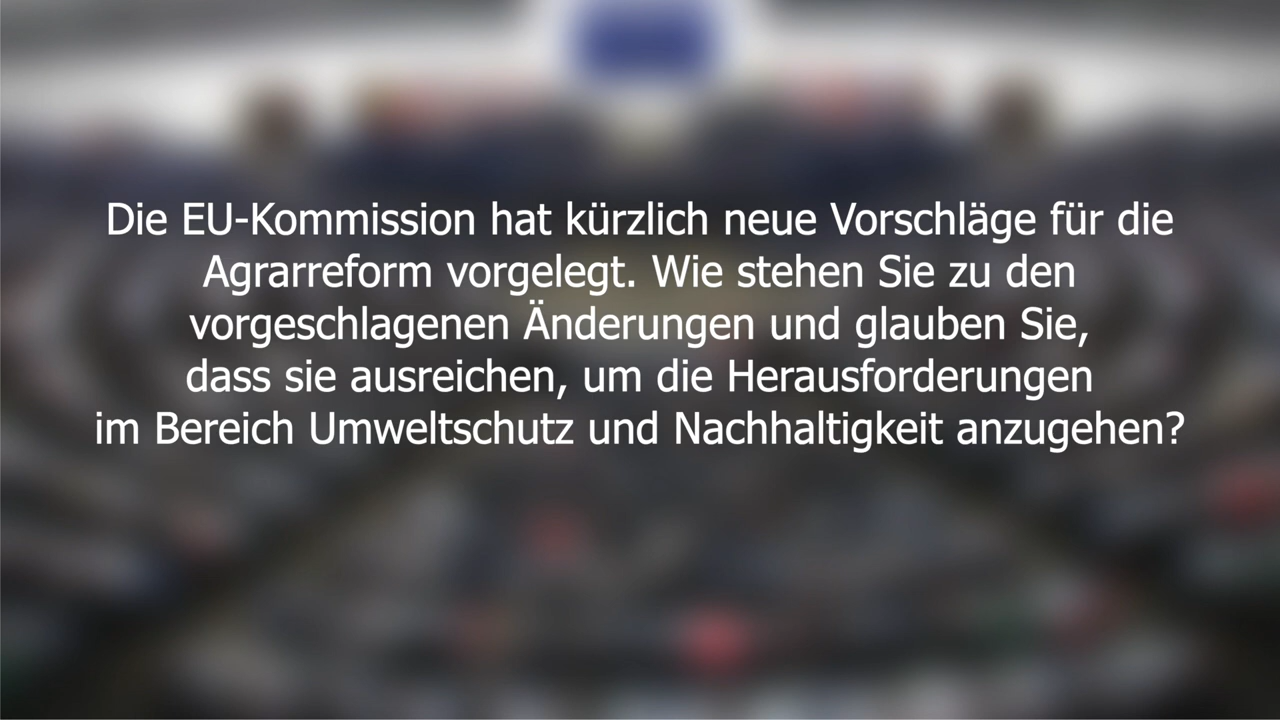 Die EU-Kommission hat kürzlich neue Vorschläge für die
Agrarreform vorgelegt. Wie stehen Sie zu den
vorgeschlagenen Änderungen und glauben Sie,
dass sie ausreichen, um die Herausforderungen
im Bereich Umweltschutz und Nachhaltigkeit anzugehen?